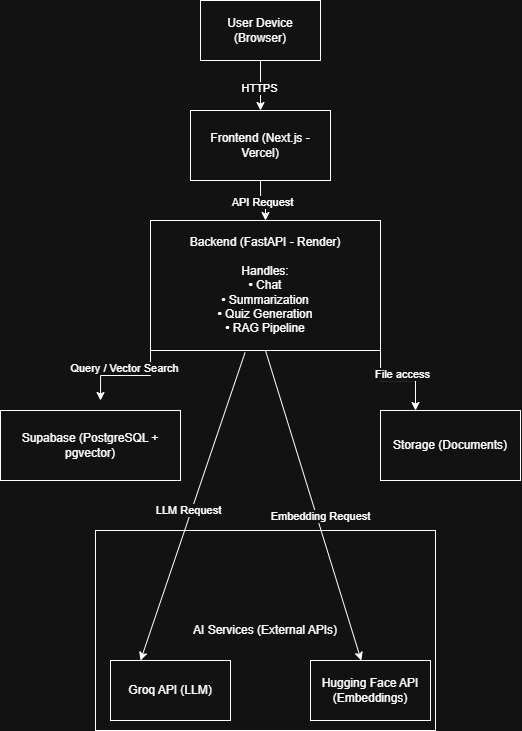 User Device
(Browser)
HTTPS
Frontend (Next.js -
Vercel)
API Request
Backend (FastAPI - Render)
Handles:
• Chat
• Summarization
• Quiz Generation
• RAG Pipeline
Query / Vector Search
File access
Supabase (PostgreSQL +
pgvector)
Storage (Documents)
LLM Request
Embedding Request
AI Services (External APIs)
Groq API (LLM)
Hugging Face API
(Embeddings)